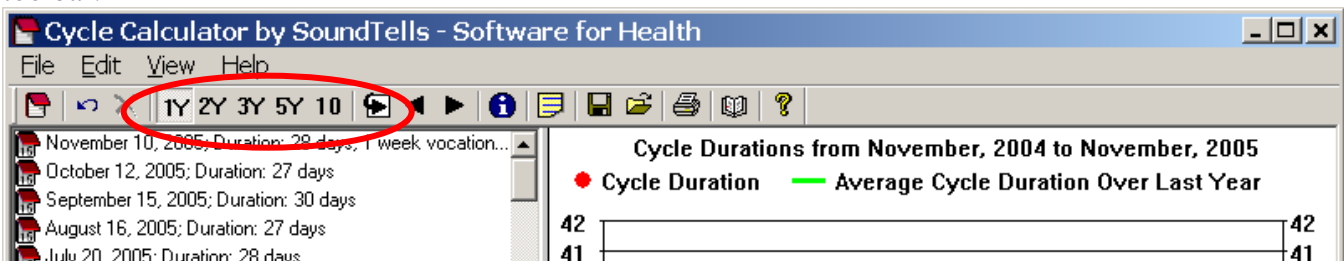 Cycle Calculator by SoundTells - Software for Health
File Edit View Help
1Y 2Y 3Y 5Y 10
November 10, 2005; Duration: 28 days, 1 week vocation...
October 12, 2005; Duration: 27 days
September 15, 2005; Duration: 30 days
August 16, 2005; Duration: 27 days
July 20, 2005; Duration: 28 days
Cycle Durations from November, 2004 to November, 2005
Cycle Duration Average Cycle Duration Over Last Year
42 42
41 41